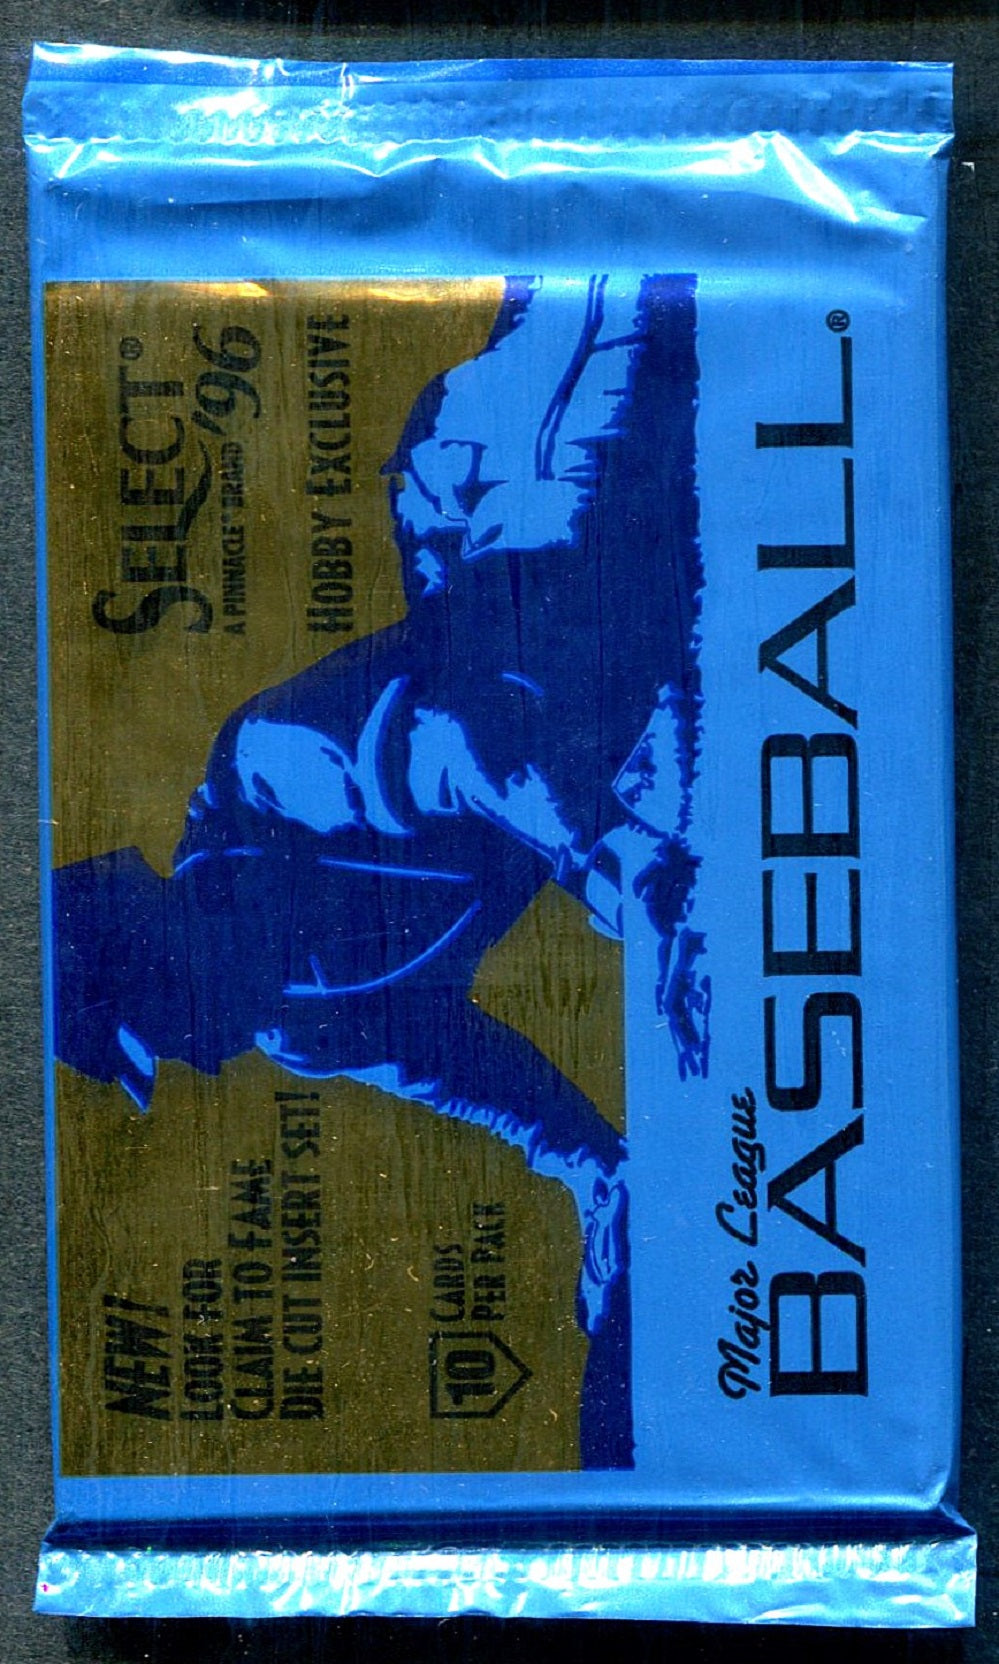 NEW!
LOOK FOR
CLAIM TO FAME
DIE CUT INSERT SET!
10 CARDS
PER PACK
SELECT® '96
A PINNACLE® BRAND
HOBBY EXCLUSIVE
Major League
BASEBALL®